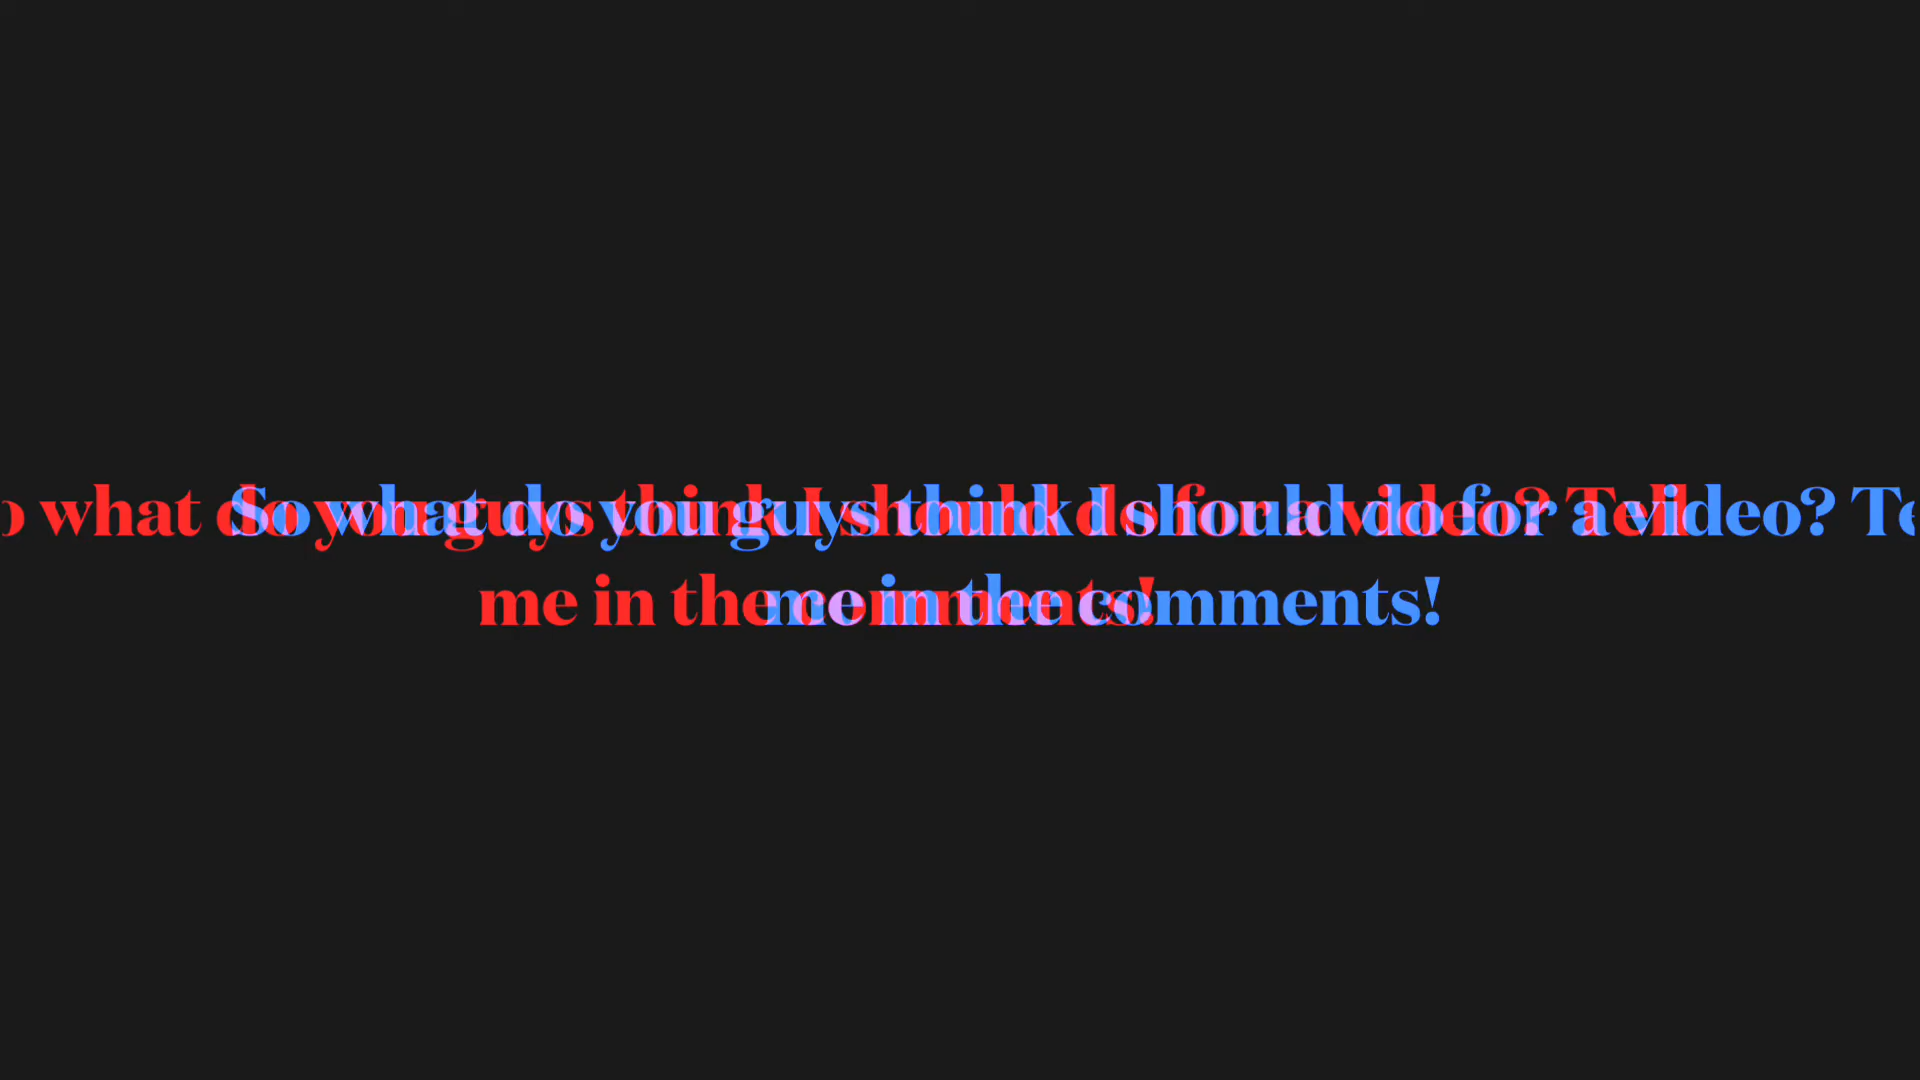 So what do you guys think I should do for a video? Tell
me in the comments!